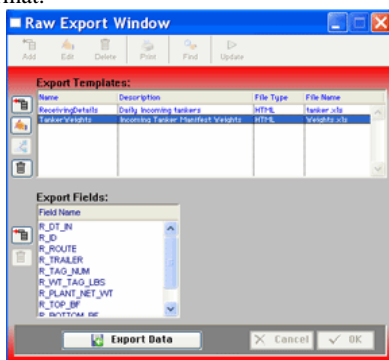 mat.
Raw Export Window
Add Edit Delete Print Find Update
Export Templates:
Name Description File Type File Name
ReceivingDetails Daily Incoming tankers HTML tanker.xls
TankerWeights Incoming Tanker Manifest Weights HTML Weights.xls
Export Fields:
Field Name
R_DT_IN
R_ID
R_ROUTE
R_TRAILER
R_TAG_NUM
R_WT_TAG_LBS
R_PLANT_NET_WT
R_TOP_BF
R_BOTTOM_BF
Export Data Cancel OK